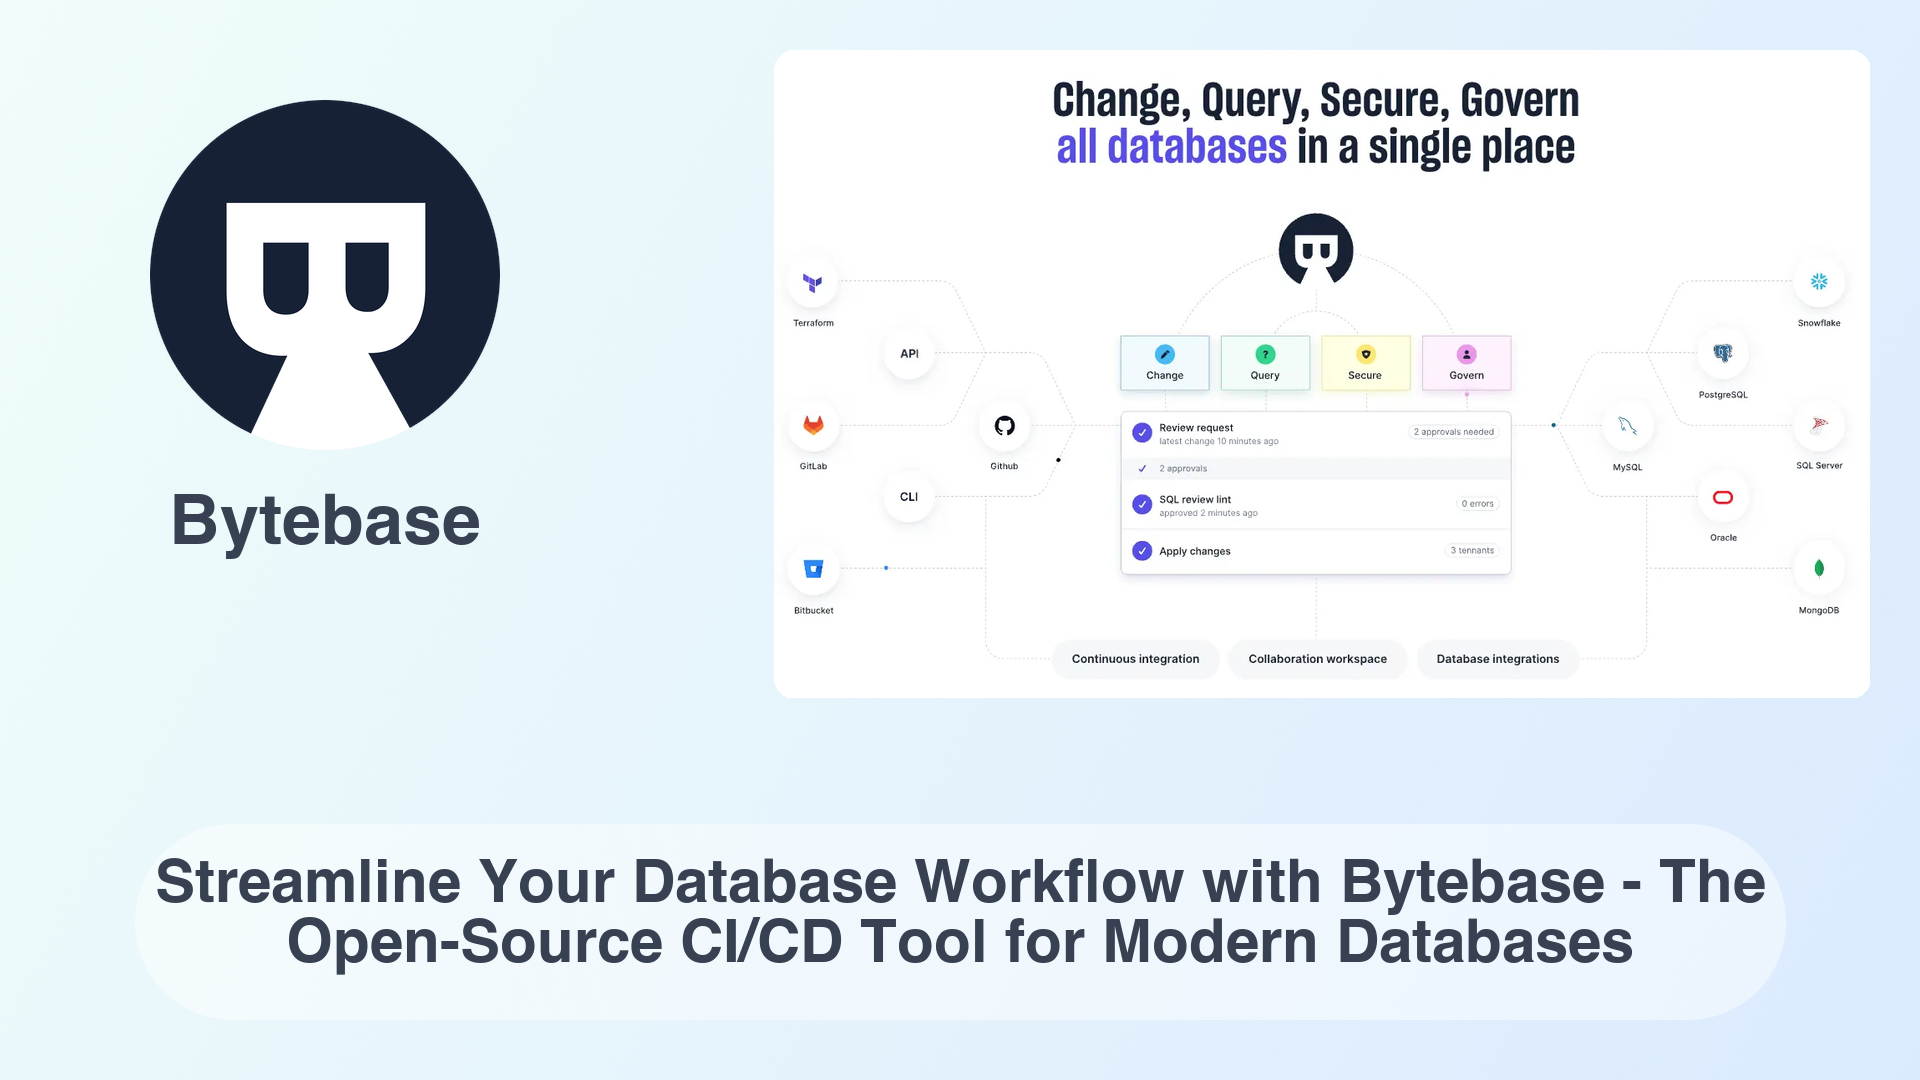 Bytebase
Change, Query, Secure, Govern
all databases in a single place
Terraform
API
GitLab
Github
CLI
Bitbucket
Change
Query
Secure
Govern
Review request
latest change 10 minutes ago
2 approvals needed
2 approvals
SQL review lint
approved 2 minutes ago
0 errors
Apply changes
3 tennants
Snowflake
PostgreSQL
MySQL
SQL Server
Oracle
MongoDB
Continuous integration
Collaboration workspace
Database integrations
Streamline Your Database Workflow with Bytebase - The
Open-Source CI/CD Tool for Modern Databases